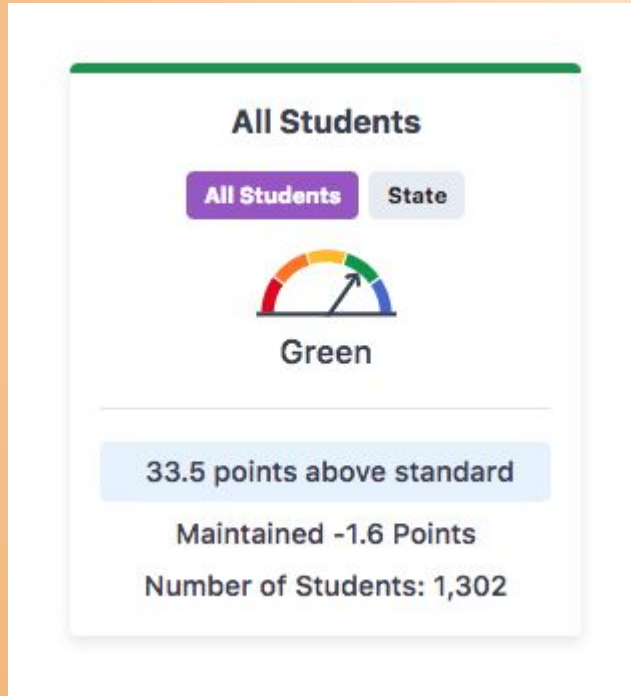 All Students
All Students State
Green
33.5 points above standard
Maintained -1.6 Points
Number of Students: 1,302